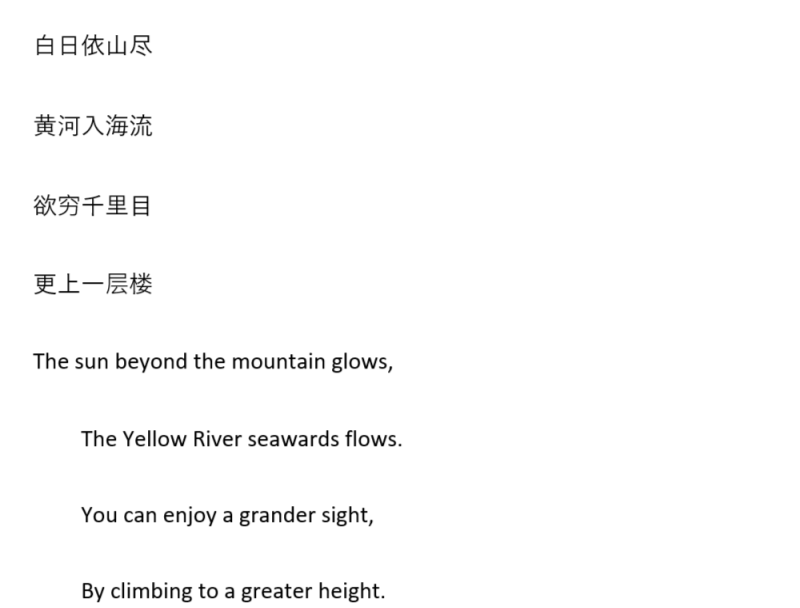 白日依山尽
黄河入海流
欲穷千里目
更上一层楼
The sun beyond the mountain glows,
The Yellow River seawards flows.
You can enjoy a grander sight,
By climbing to a greater height.